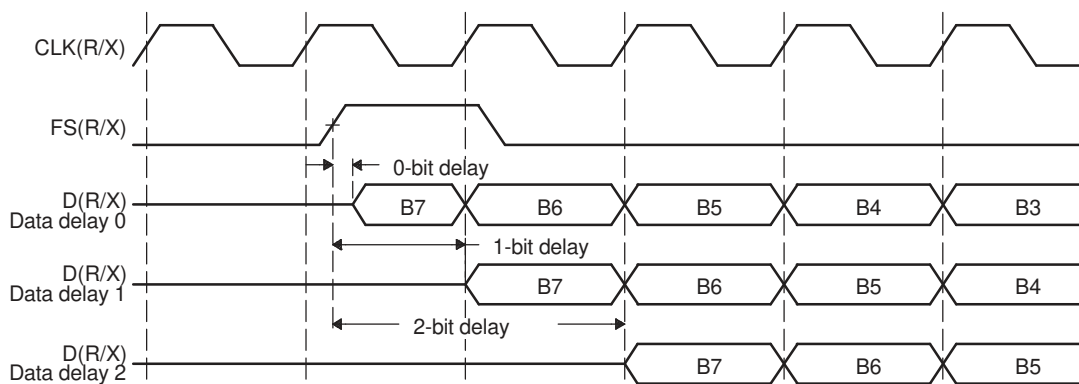 CLK(R/X)
FS(R/X)
0-bit delay
D(R/X)
Data delay 0
B7 B6 B5 B4 B3
1-bit delay
D(R/X)
Data delay 1
B7 B6 B5 B4
2-bit delay
D(R/X)
Data delay 2
B7 B6 B5